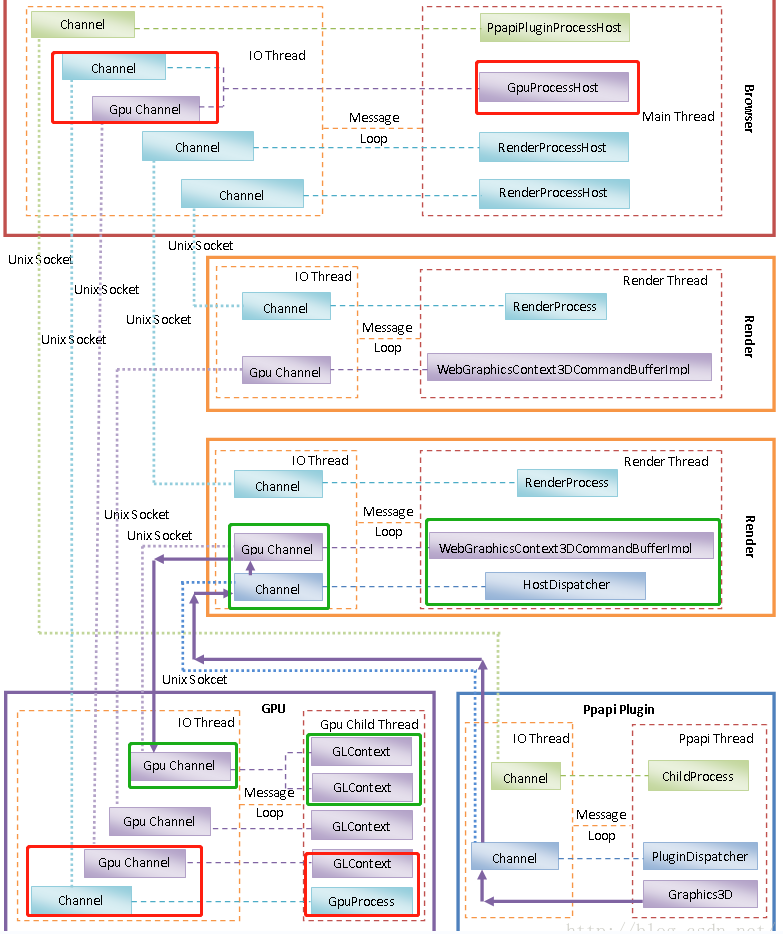 Channel
PpapiPluginProcessHost
IO Thread
Channel
GpuProcessHost
Gpu Channel
Main Thread
Browser
Message
Loop
Channel
RenderProcessHost
Channel
RenderProcessHost
Unix Socket
Unix Socket
Unix Socket
Unix Socket
Unix Socket
IO Thread
Render Thread
Channel
RenderProcess
Message
Loop
Render
Gpu Channel
WebGraphicsContext3DCommandBufferImpl
IO Thread
Render Thread
Channel
RenderProcess
Message
Loop
Render
Unix Socket
Unix Socket
Gpu Channel
WebGraphicsContext3DCommandBufferImpl
Channel
HostDispatcher
Unix Sokcet
GPU
IO Thread
Gpu Child Thread
Gpu Channel
GLContext
GLContext
Message
Loop
Gpu Channel
GLContext
Gpu Channel
GLContext
Channel
GpuProcess
Ppapi Plugin
IO Thread
Ppapi Thread
Channel
ChildProcess
Message
Loop
Channel
PluginDispatcher
Graphics3D
http://blog.csdn.net